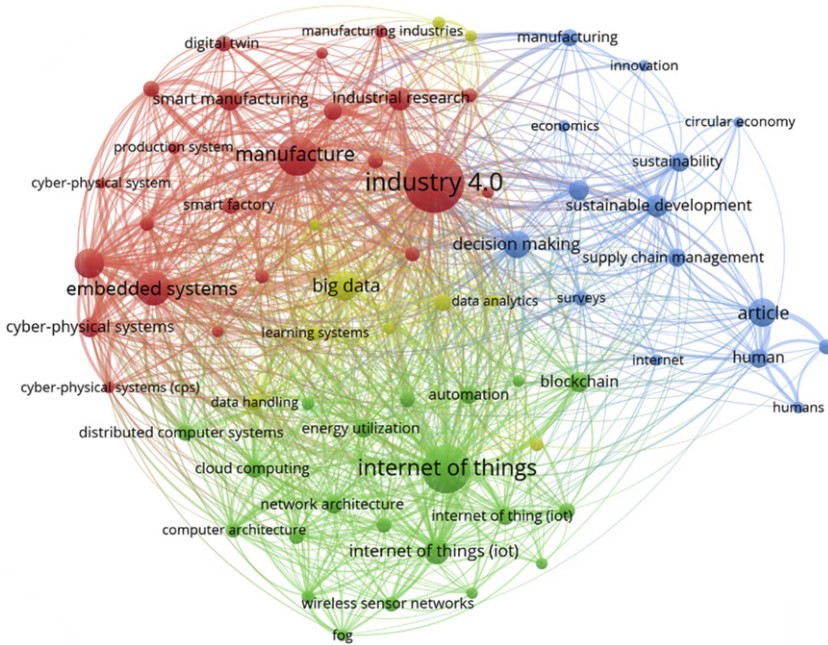 manufacturing industries
manufacturing
digital twin
innovation
smart manufacturing
industrial research
circular economy
economics
production system
manufacture
sustainability
cyber-physical system
industry 4.0
smart factory
sustainable development
decision making
supply chain management
embedded systems
big data
data analytics
surveys
article
cyber-physical systems
learning systems
human
internet
blockchain
cyber-physical systems (cps)
automation
data handling
humans
distributed computer systems
energy utilization
cloud computing
internet of things
network architecture
internet of thing (iot)
computer architecture
internet of things (iot)
wireless sensor networks
fog